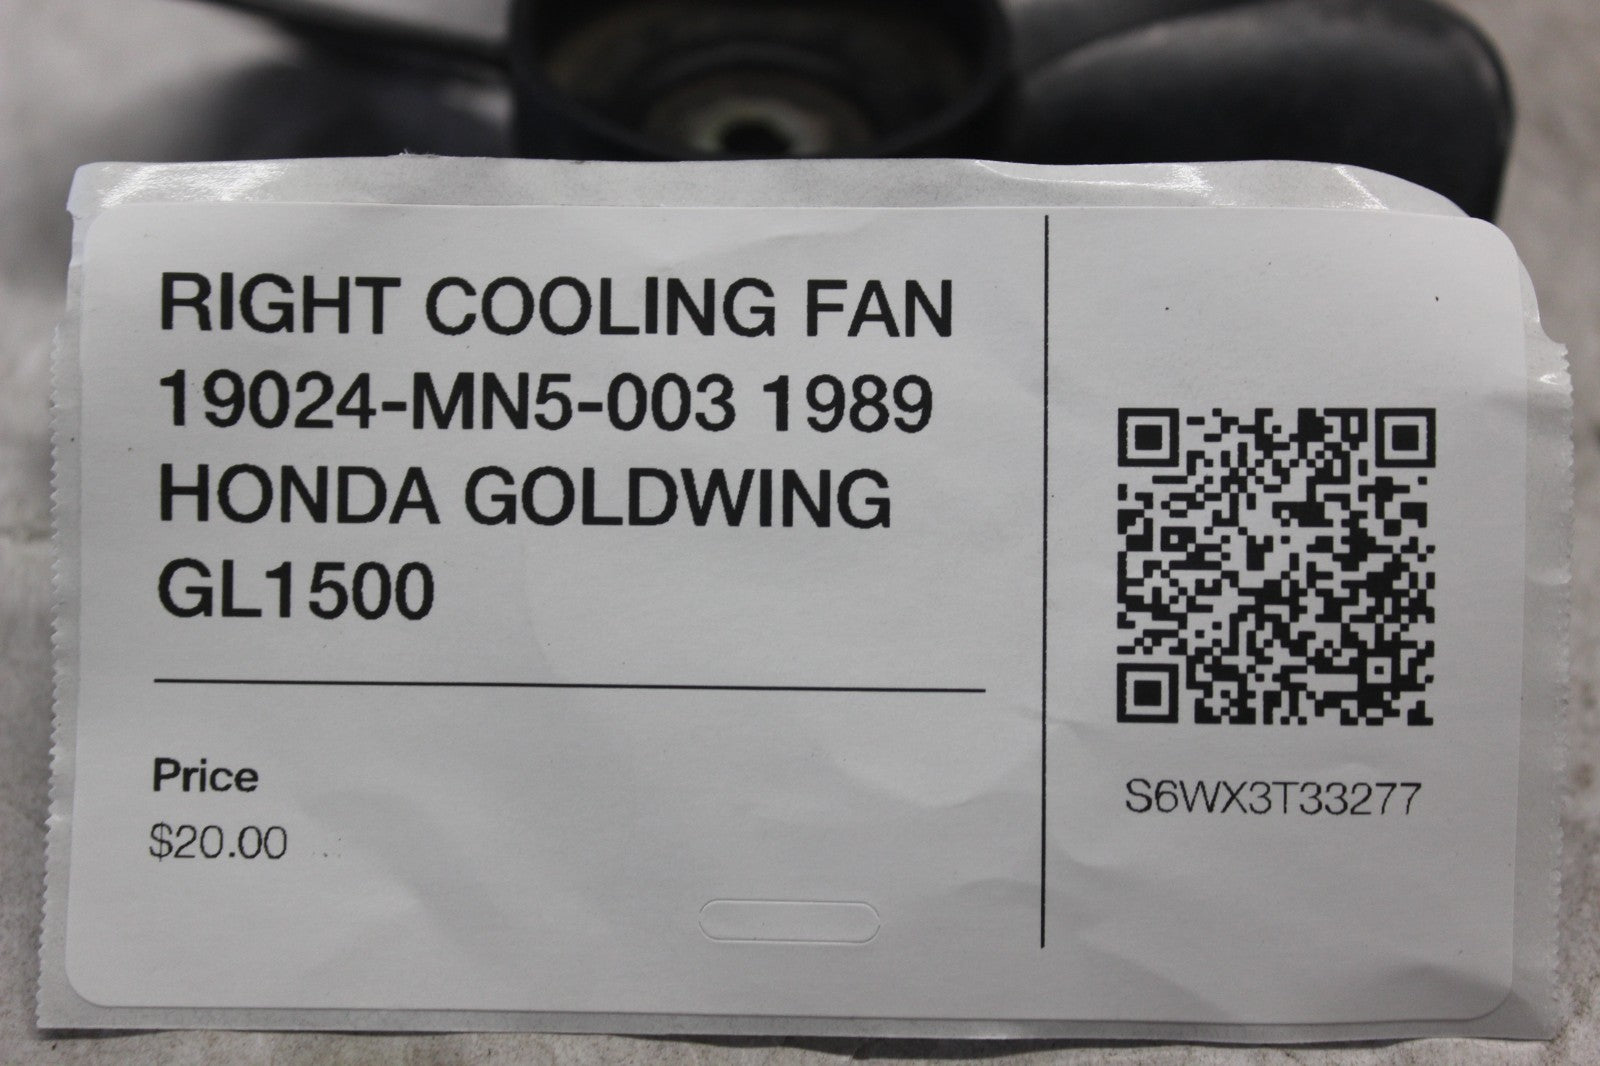 RIGHT COOLING FAN
19024-MN5-003 1989
HONDA GOLDWING
GL1500
Price
$20.00
S6WX3T33277